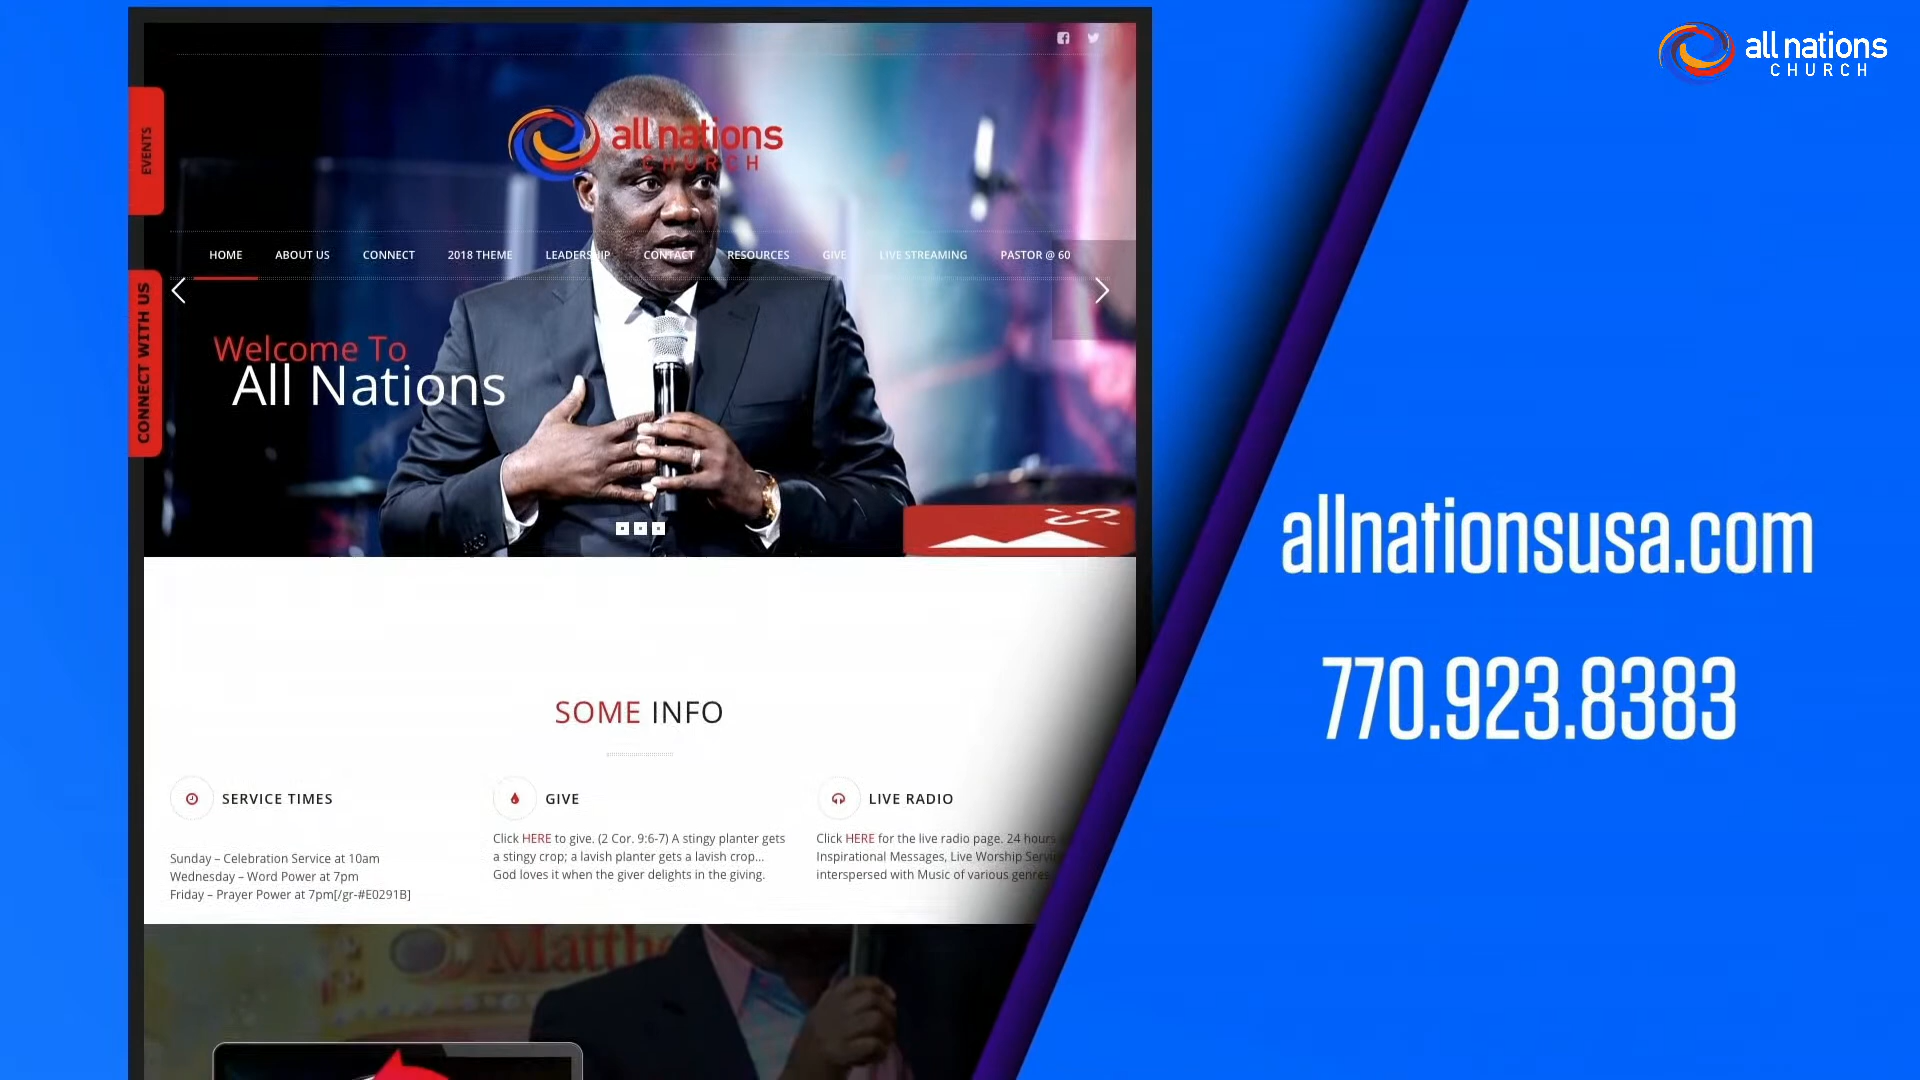 all nations
CHURCH
EVENTS
all nations
CHURCH
HOME ABOUT US CONNECT 2018 THEME LEADERSHIP CONTACT RESOURCES GIVE LIVE STREAMING PASTOR @ 60
CONNECT WITH US
Welcome To
All Nations
allnationsusa.com
770.923.8383
SOME INFO
SERVICE TIMES
Sunday – Celebration Service at 10am
Wednesday – Word Power at 7pm
Friday – Prayer Power at 7pm[/gr-#E0291B]
GIVE
Click HERE to give. (2 Cor. 9:6-7) A stingy planter gets
a stingy crop; a lavish planter gets a lavish crop...
God loves it when the giver delights in the giving.
LIVE RADIO
Click HERE for the live radio page. 24 hours
Inspirational Messages, Live Worship
interspersed with Music of various genres